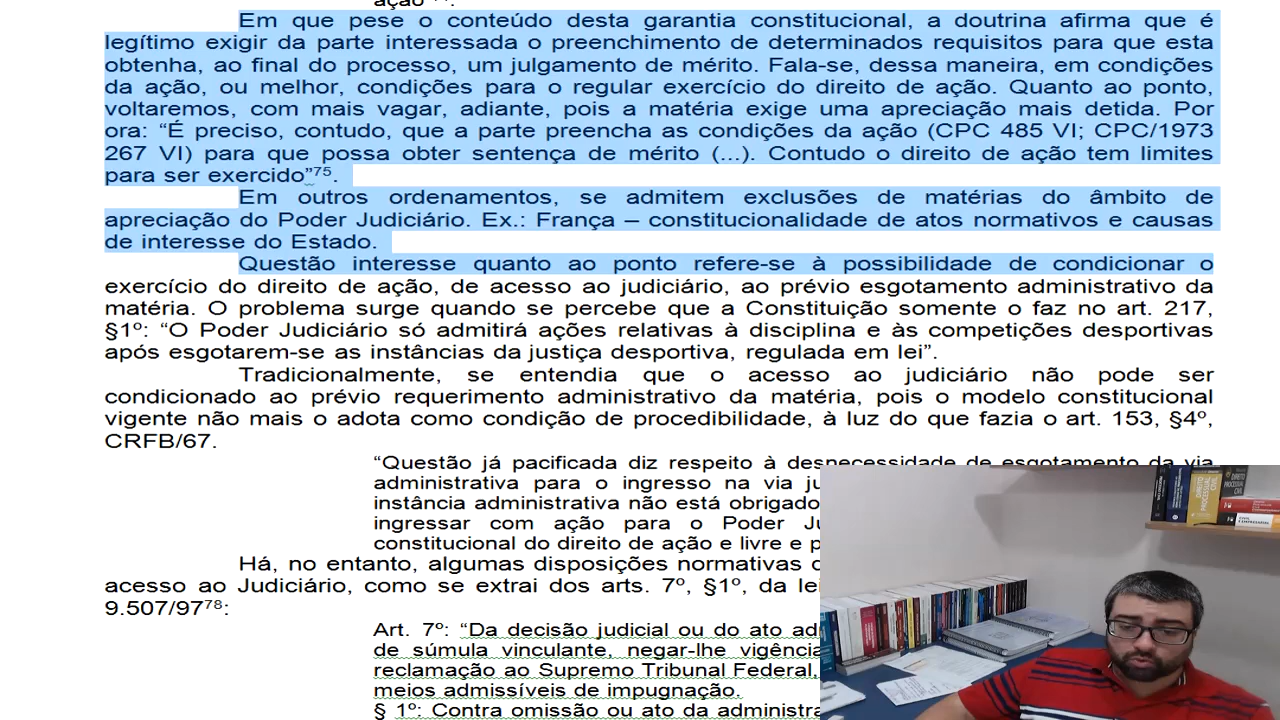 Em que pese o conteúdo desta garantia constitucional, a doutrina afirma que é
legítimo exigir da parte interessada o preenchimento de determinados requisitos para que esta
obtenha, ao final do processo, um julgamento de mérito. Fala-se, dessa maneira, em condições
da ação, ou melhor, condições para o regular exercício do direito de ação. Quanto ao ponto,
voltaremos, com mais vagar, adiante, pois a matéria exige uma apreciação mais detida. Por
ora: “É preciso, contudo, que a parte preencha as condições da ação (CPC 485 VI; CPC/1973
267 VI) para que possa obter sentença de mérito (...). Contudo o direito de ação tem limites
para ser exercido”⁷⁵.
Em outros ordenamentos, se admitem exclusões de matérias do âmbito de
apreciação do Poder Judiciário. Ex.: França – constitucionalidade de atos normativos e causas
de interesse do Estado.
Questão interesse quanto ao ponto refere-se à possibilidade de condicionar o
exercício do direito de ação, de acesso ao judiciário, ao prévio esgotamento administrativo da
matéria. O problema surge quando se percebe que a Constituição somente o faz no art. 217,
§1º: “O Poder Judiciário só admitirá ações relativas à disciplina e às competições desportivas
após esgotarem-se as instâncias da justiça desportiva, regulada em lei”.
Tradicionalmente, se entendia que o acesso ao judiciário não pode ser
condicionado ao prévio requerimento administrativo da matéria, pois o modelo constitucional
vigente não mais o adota como condição de procedibilidade, à luz do que fazia o art. 153, §4º,
CRFB/67.
“Questão já pacificada diz respeito à desnecessidade de esgotamento da via
administrativa para o ingresso na via
instância administrativa não está obrigado
ingressar com ação para o Poder
constitucional do direito de ação e livre e
Há, no entanto, algumas disposições normativas
acesso ao Judiciário, como se extrai dos arts. 7º, §1º, da
9.507/97⁷⁸:
Art. 7º: “Da decisão judicial ou do ato
de súmula vinculante, negar-lhe vigência
reclamação ao Supremo Tribunal Federal,
meios admissíveis de impugnação.
§ 1º: Contra omissão ou ato da
DIREITO
PROCESSUAL
CIVIL